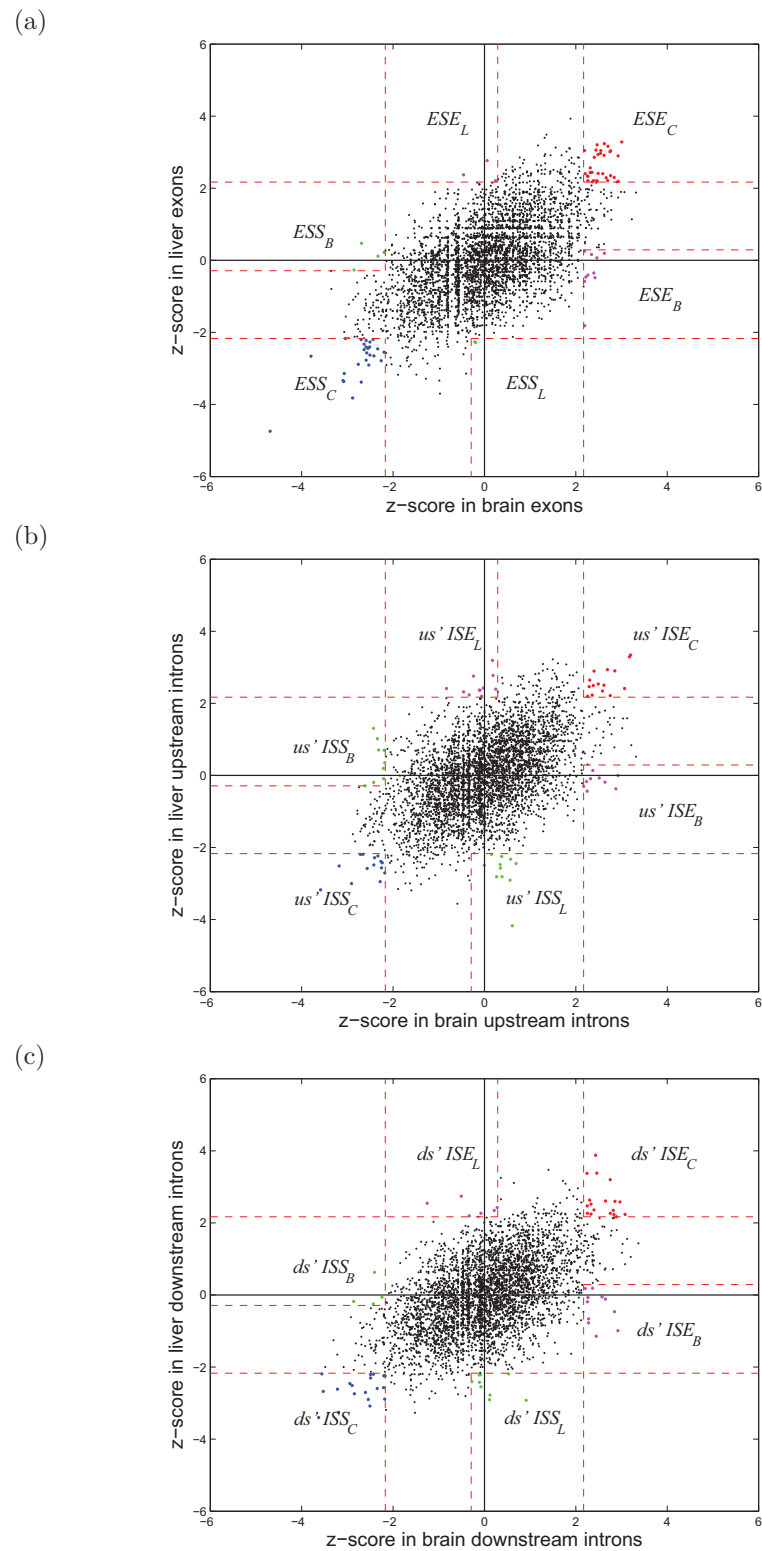 (a)
6
4
2
0
−2
−4
−6
−6
−4
−2
0
2
4
6
z−score in liver exons
z−score in brain exons
ESE_L
ESE_C
ESS_B
ESE_B
ESS_C
ESS_L
(b)
6
4
2
0
−2
−4
−6
−6
−4
−2
0
2
4
6
z−score in liver upstream introns
z−score in brain upstream introns
us' ISE_L
us' ISE_C
us' ISS_B
us' ISE_B
us' ISS_C
us' ISS_L
(c)
6
4
2
0
−2
−4
−6
−6
−4
−2
0
2
4
6
z−score in liver downstream introns
z−score in brain downstream introns
ds' ISE_L
ds' ISE_C
ds' ISS_B
ds' ISE_B
ds' ISS_C
ds' ISS_L